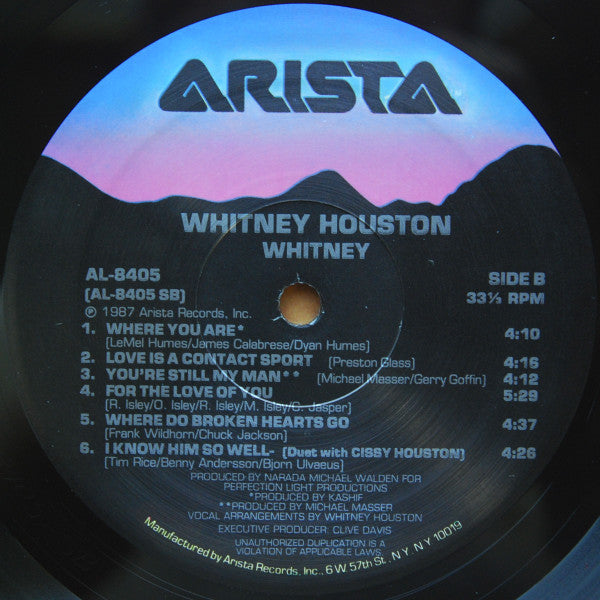 ARISTA
WHITNEY HOUSTON
WHITNEY
AL-8405 SIDE B
(AL-8405 SB) 33⅓ RPM
℗ 1987 Arista Records, Inc.
1. WHERE YOU ARE* 4:10
[LeMel Humes/James Calabrese/Dyan Humes]
2. LOVE IS A CONTACT SPORT [Preston Glass] 4:16
3. YOU'RE STILL MY MAN** [Michael Masser/Gerry Goffin] 4:12
4. FOR THE LOVE OF YOU 5:29
[R. Isley/O. Isley/R. Isley/M. Isley/C. Jasper]
5. WHERE DO BROKEN HEARTS GO 4:37
[Frank Wildhorn/Chuck Jackson]
6. I KNOW HIM SO WELL- (Duet with CISSY HOUSTON) 4:26
[Tim Rice/Benny Andersson/Bjorn Ulvaeus]
PRODUCED BY NARADA MICHAEL WALDEN FOR
PERFECTION LIGHT PRODUCTIONS
*PRODUCED BY KASHIF
**PRODUCED BY MICHAEL MASSER
VOCAL ARRANGEMENTS BY WHITNEY HOUSTON
EXECUTIVE PRODUCER: CLIVE DAVIS
UNAUTHORIZED DUPLICATION IS A
VIOLATION OF APPLICABLE LAWS.
Manufactured by Arista Records, Inc., 6 W. 57th St., N.Y. N.Y. 10019